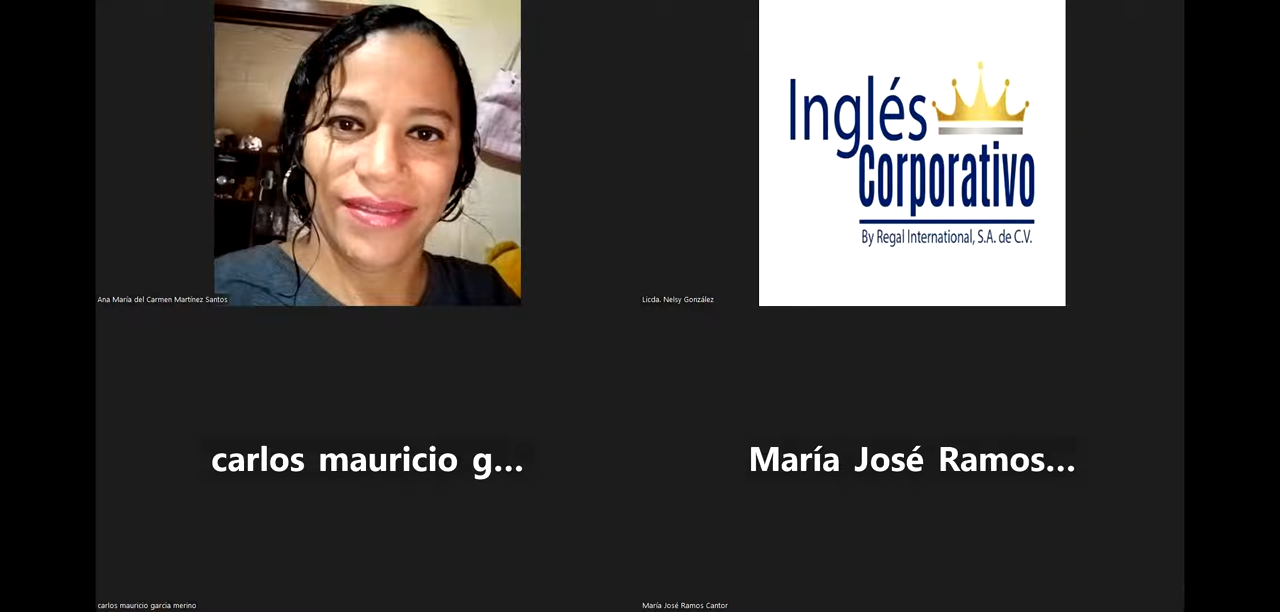 Inglés
Corporativo
By Regal International, S.A. de C.V.
Ana María del Carmen Martínez Santos
Licda. Nelsy González
carlos mauricio g...
María José Ramos...
carlos mauricio garcia merino
María José Ramos Cantor